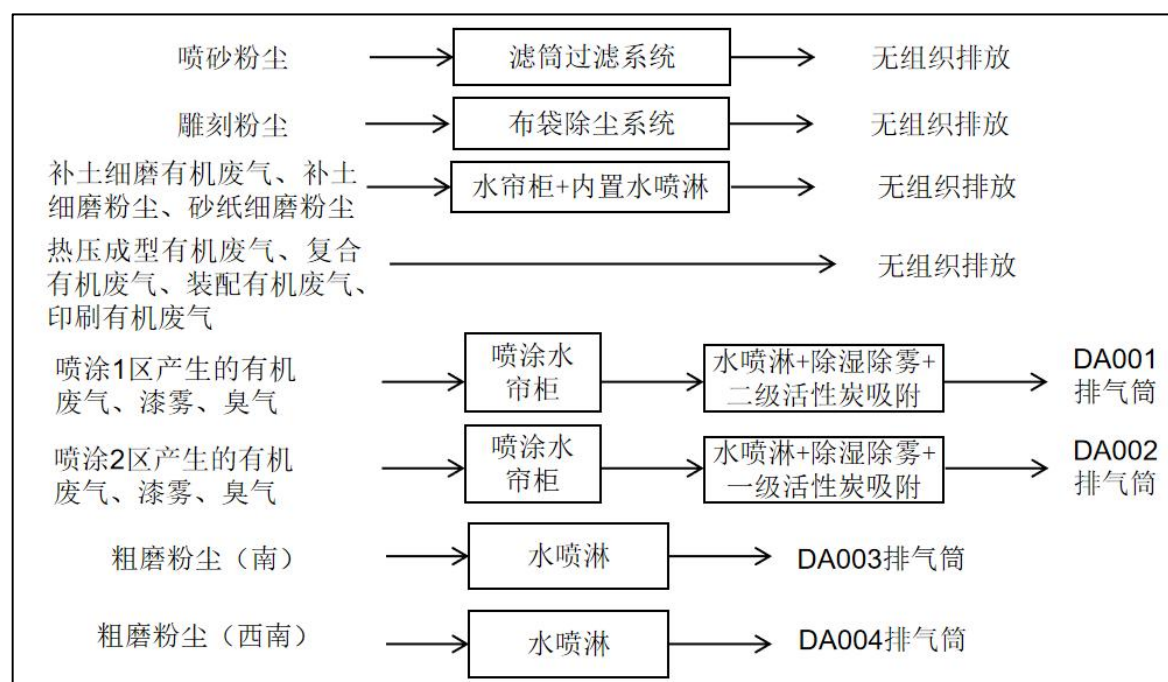 喷砂粉尘 滤筒过滤系统 无组织排放
雕刻粉尘 布袋除尘系统 无组织排放
补土细磨有机废气、补土
细磨粉尘、砂纸细磨粉尘
水帘柜+内置水喷淋
无组织排放
热压成型有机废气、复合
有机废气、装配有机废气、
印刷有机废气
无组织排放
喷涂1区产生的有机
废气、漆雾、臭气
喷涂水
帘柜
水喷淋+除湿除雾+
二级活性炭吸附
DA001
排气筒
喷涂2区产生的有机
废气、漆雾、臭气
喷涂水
帘柜
水喷淋+除湿除雾+
一级活性炭吸附
DA002
排气筒
粗磨粉尘（南） 水喷淋 DA003排气筒
粗磨粉尘（西南） 水喷淋 DA004排气筒